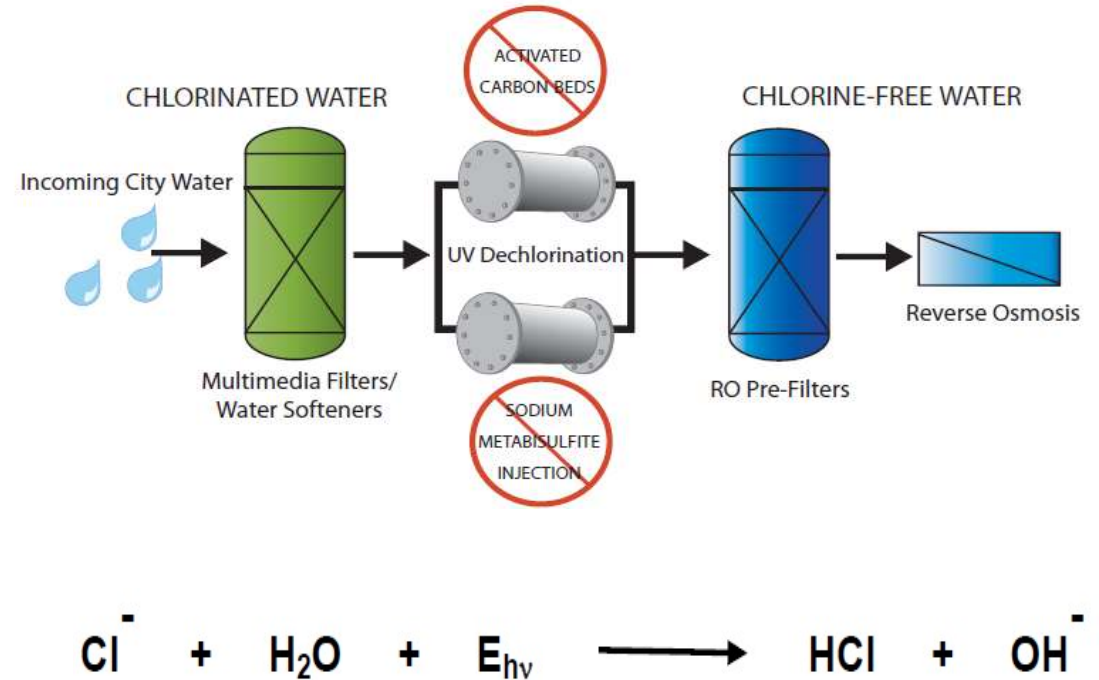 ACTIVATED
CARBON BEDS
CHLORINATED WATER
CHLORINE-FREE WATER
Incoming City Water
UV Dechlorination
Reverse Osmosis
Multimedia Filters/
Water Softeners
RO Pre-Filters
SODIUM
METABISULFITE
INJECTION
Cl⁻ + H₂O + E_hν ⟶ HCl + OH⁻